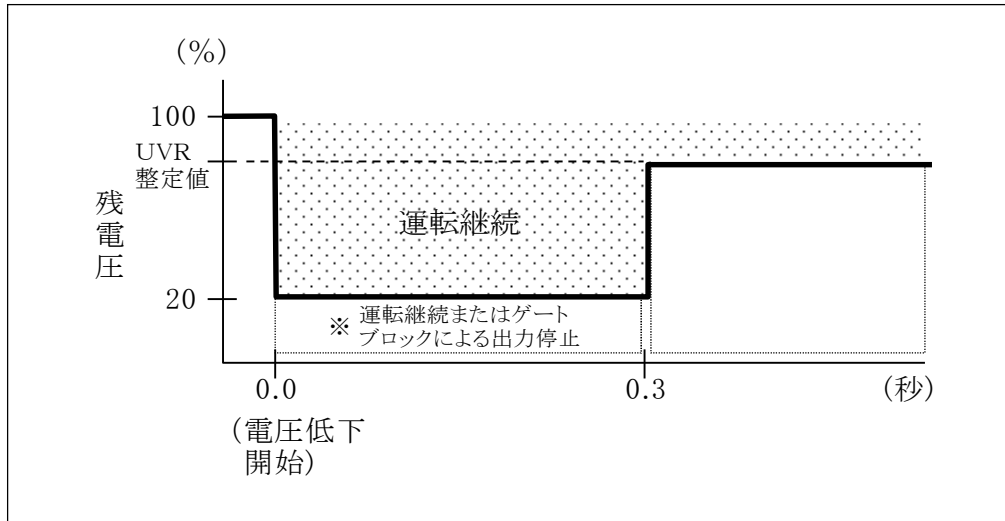 (%)
100
UVR
整定値
残電圧
運転継続
20
※ 運転継続またはゲート
ブロックによる出力停止
0.0
0.3
(秒)
(電圧低下
開始)